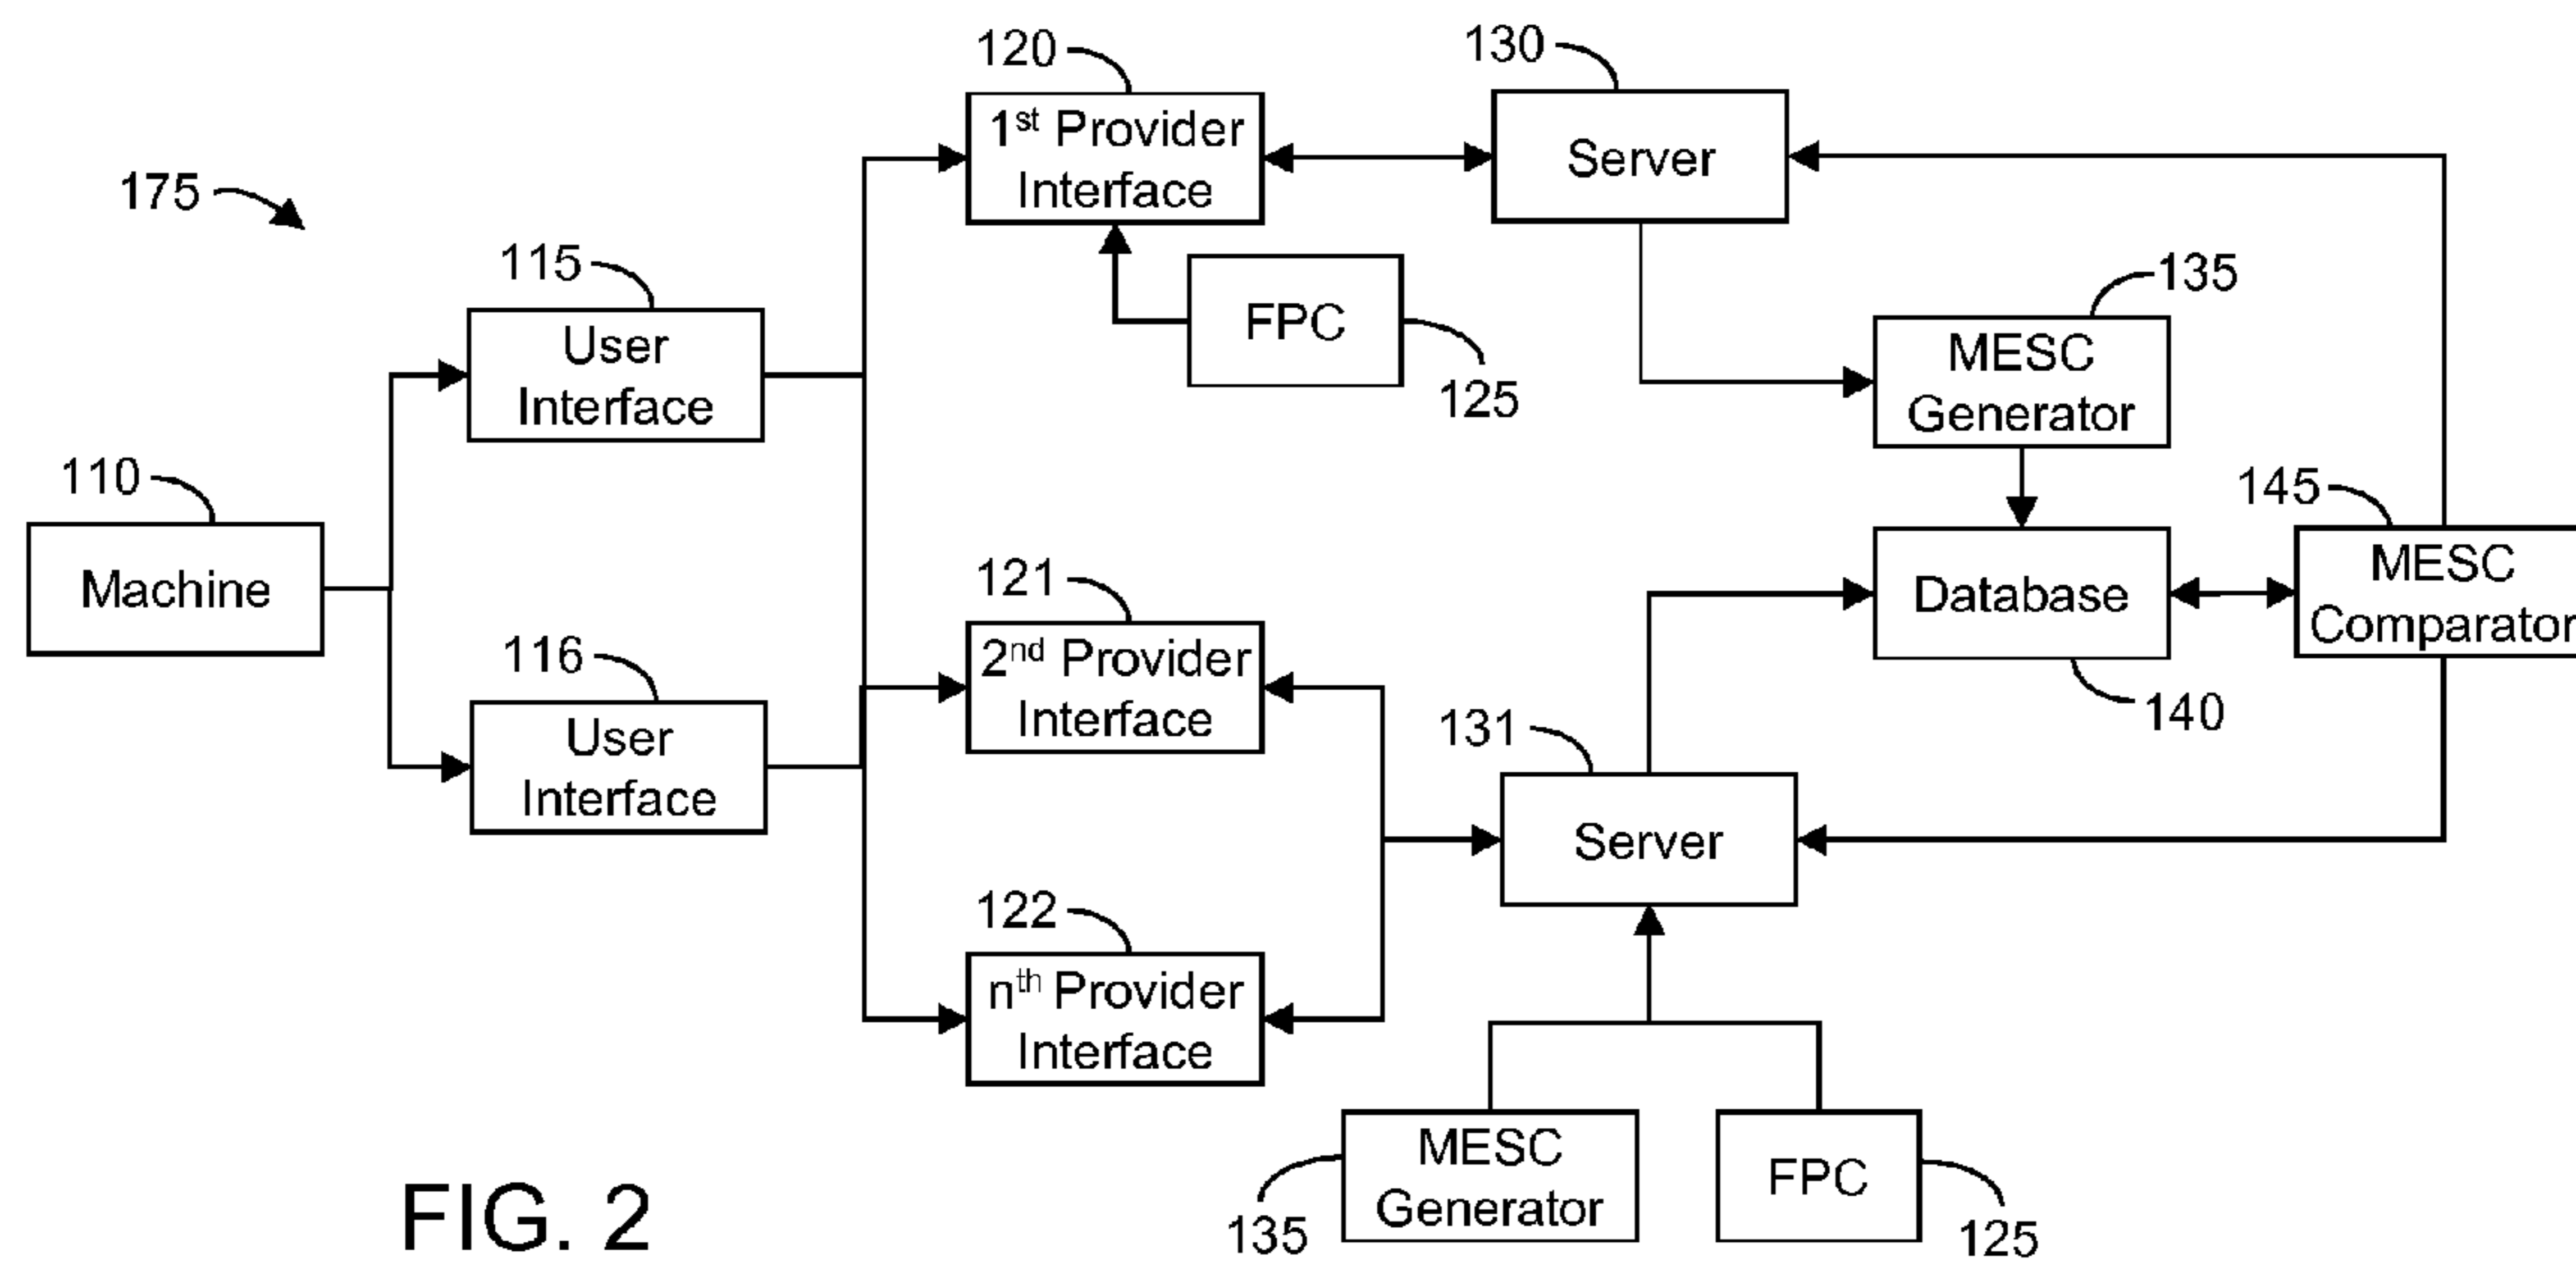 120
130
1st Provider
Interface
Server
175
115
FPC
125
135
MESC
Generator
User
Interface
110
Machine
145
MESC
Comparator
121
2nd Provider
Interface
Database
140
116
User
Interface
131
Server
122
nth Provider
Interface
MESC
Generator
135
FPC
125
FIG. 2